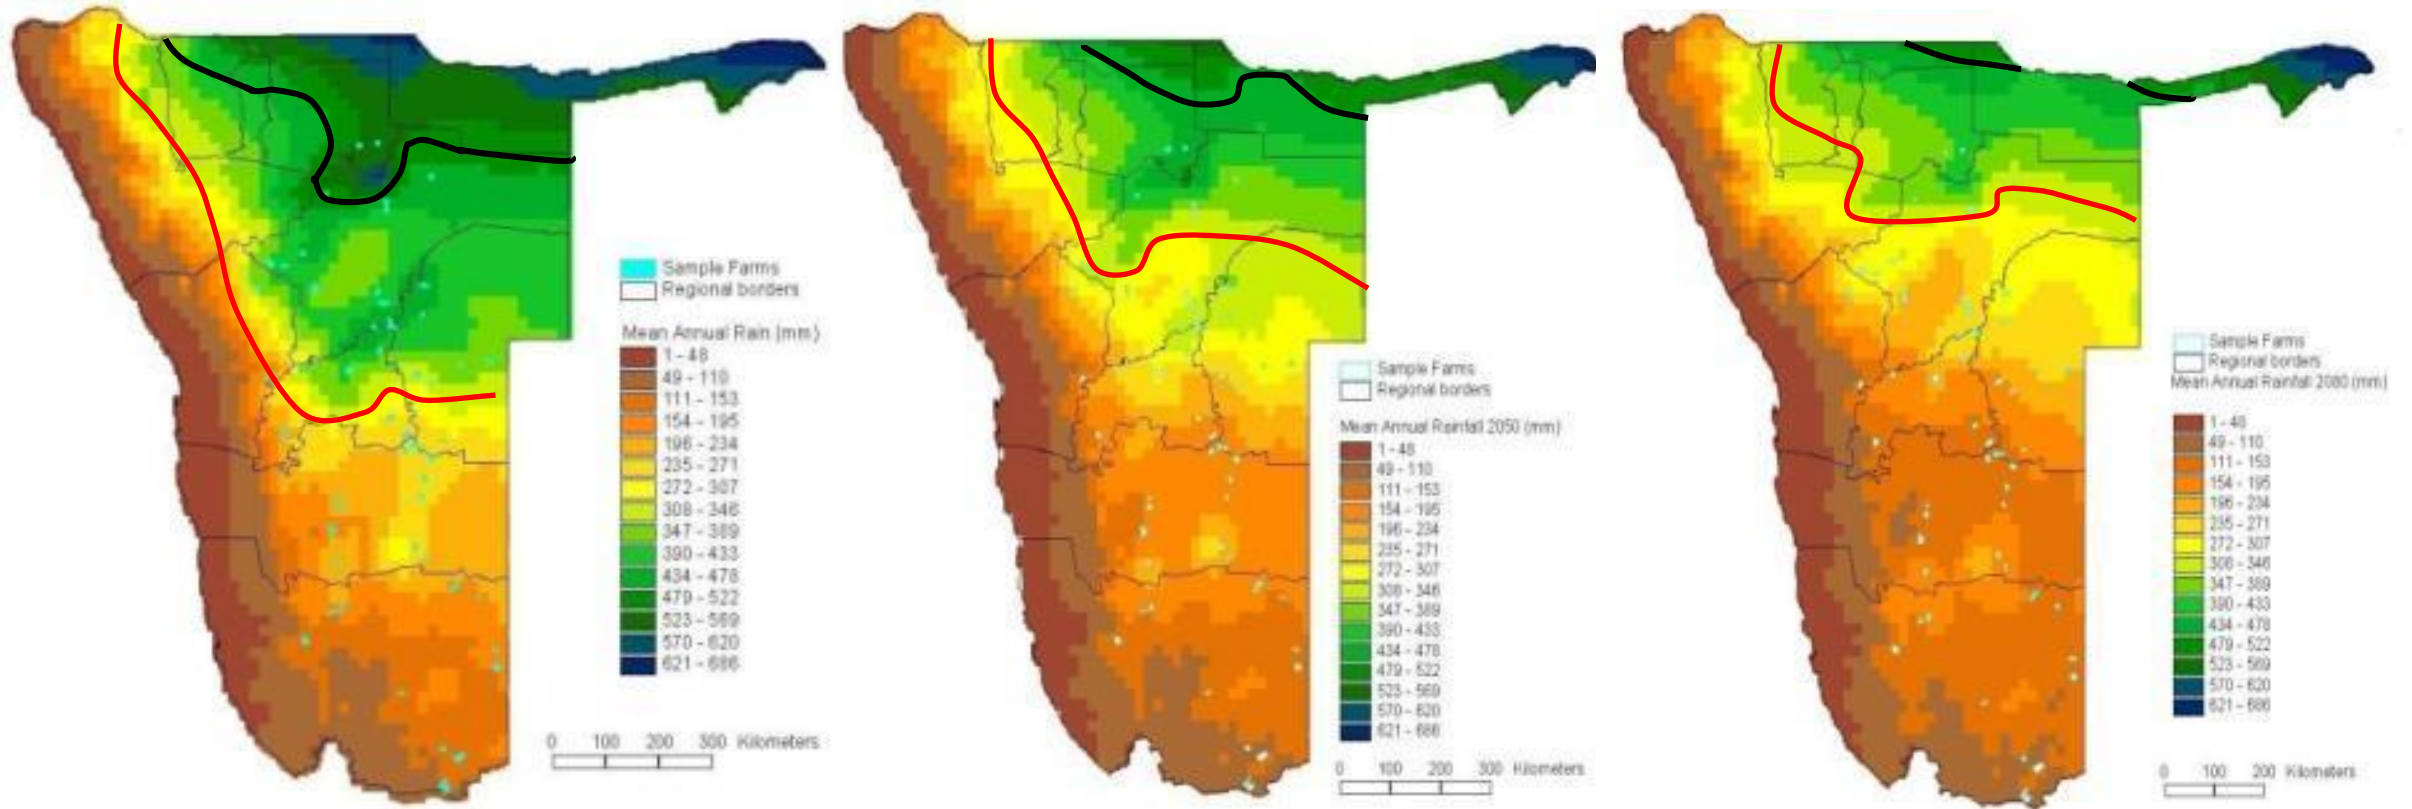 Sample Farms
Regional borders
Mean Annual Rain (mm)
1 - 48
49 - 110
111 - 153
154 - 195
196 - 234
235 - 271
272 - 307
308 - 346
347 - 389
390 - 433
434 - 478
479 - 522
523 - 569
570 - 620
621 - 686
0 100 200 300 Kilometers
Sample Farms
Regional borders
Mean Annual Rainfall 2050 (mm)
1 - 48
49 - 110
111 - 153
154 - 195
196 - 234
235 - 271
272 - 307
308 - 346
347 - 389
390 - 433
434 - 478
479 - 522
523 - 569
570 - 620
621 - 686
0 100 200 300 Kilometers
Sample Farms
Regional borders
Mean Annual Rainfall 2080 (mm)
1 - 48
49 - 110
111 - 153
154 - 195
196 - 234
235 - 271
272 - 307
308 - 346
347 - 389
390 - 433
434 - 478
479 - 522
523 - 569
570 - 620
621 - 686
0 100 200 Kilometers